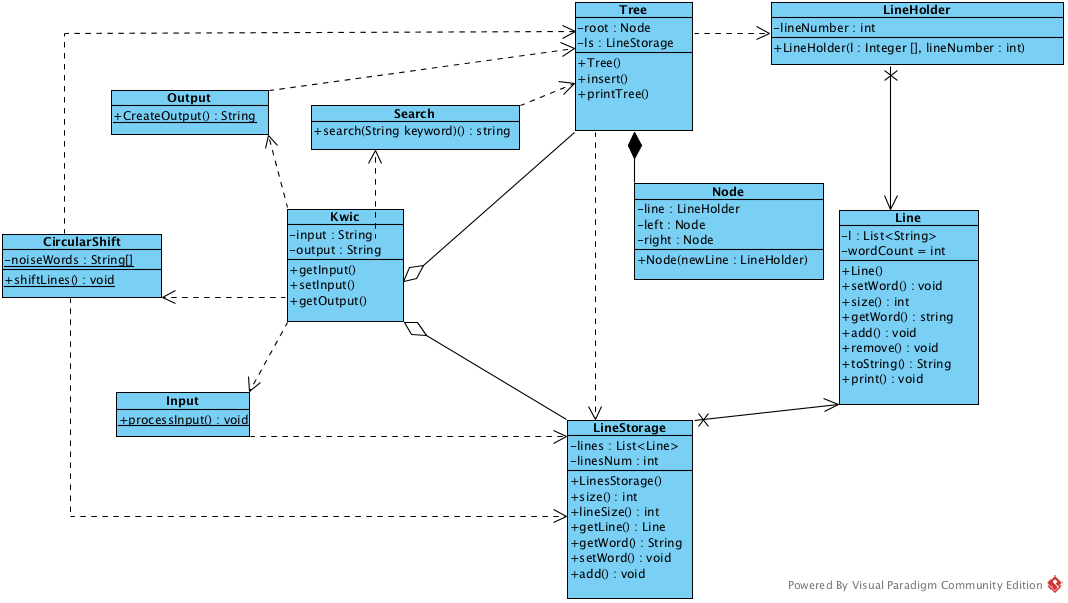 Tree
-root : Node
-ls : LineStorage
+Tree()
+insert()
+printTree()
LineHolder
-lineNumber : int
+LineHolder(l : Integer [], lineNumber : int)
Output
+CreateOutput() : String
Search
+search(String keyword)() : string
Node
-line : LineHolder
-left : Node
-right : Node
+Node(newLine : LineHolder)
Kwic
-input : String
-output : String
+getInput()
+setInput()
+getOutput()
Line
-l : List<String>
-wordCount = int
+Line()
+setWord() : void
+size() : int
+getWord() : string
+add() : void
+remove() : void
+toString() : String
+print() : void
CircularShift
-noiseWords : String[]
+shiftLines() : void
Input
+processInput() : void
LineStorage
-lines : List<Line>
-linesNum : int
+LinesStorage()
+size() : int
+lineSize() : int
+getLine() : Line
+getWord() : String
+setWord() : void
+add() : void
Powered By Visual Paradigm Community Edition